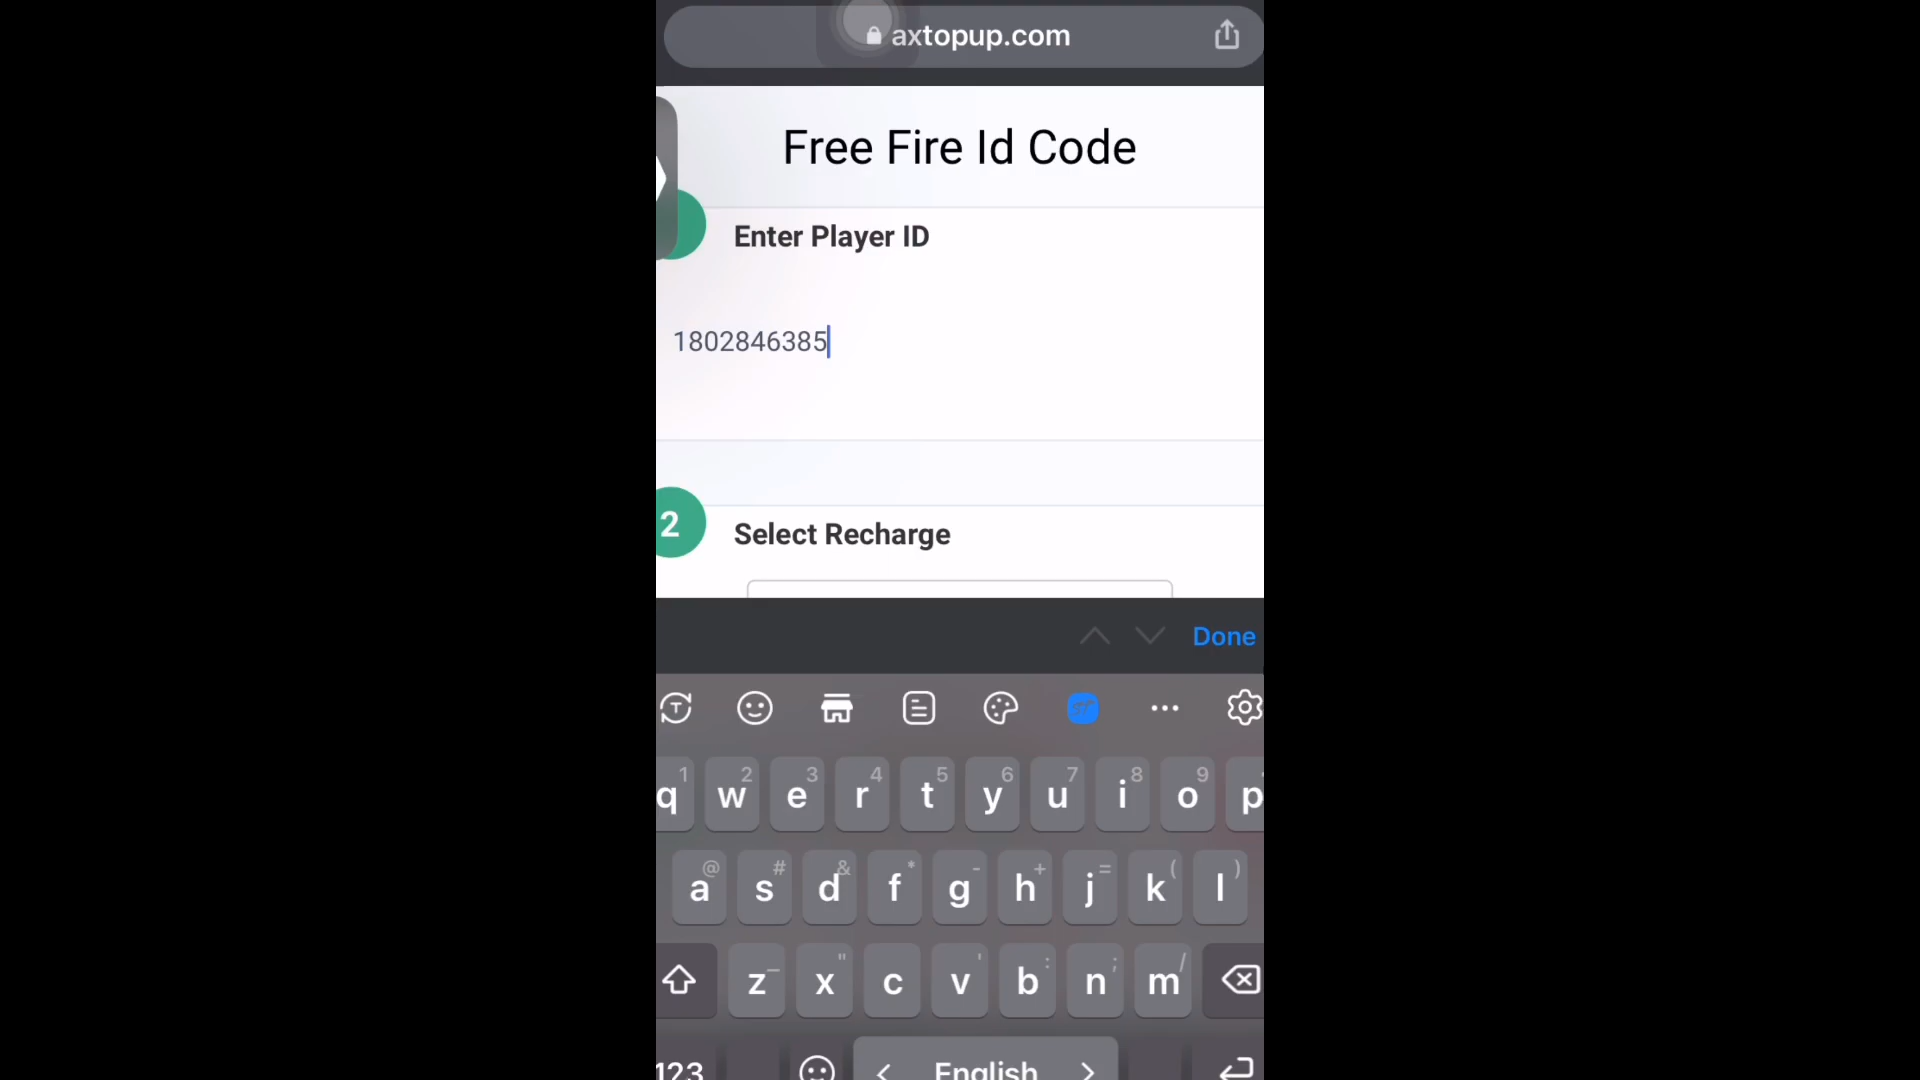 axtopup.com
Free Fire Id Code
Enter Player ID
1802846385
2
Select Recharge
Done
1 2 3 4 5 6 7 8 9
q w e r t y u i o p
@ # & * - + = ( )
a s d f g h j k l
_ " ' : ; /
z x c v b n m
123 < English >